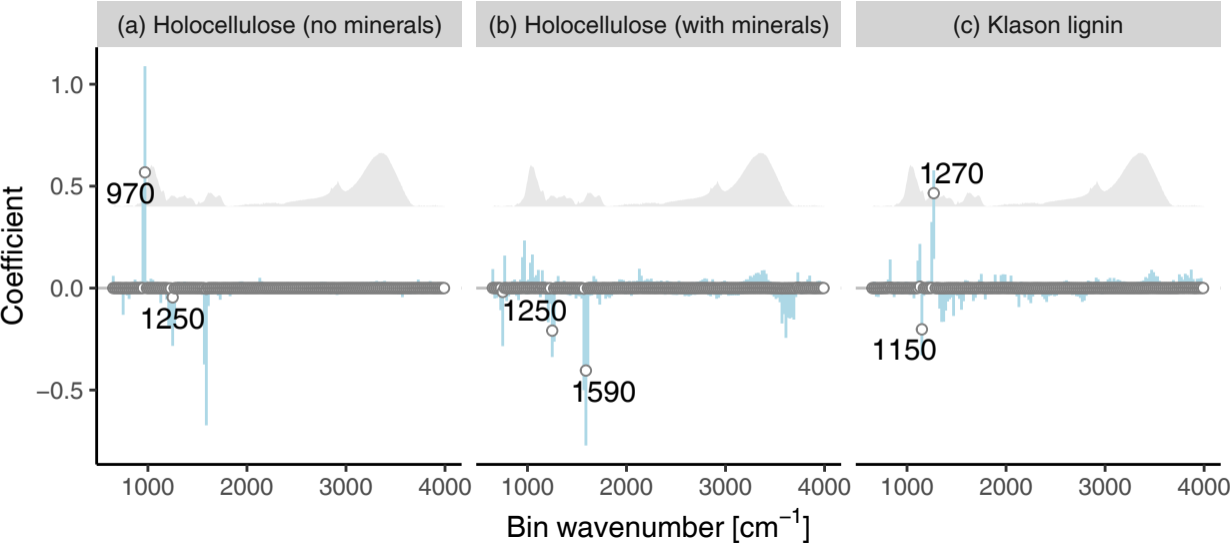 (a) Holocellulose (no minerals)
(b) Holocellulose (with minerals)
(c) Klason lignin
Coefficient
1.0
0.5
0.0
−0.5
970
1250
1250
1590
1270
1150
1000 2000 3000 4000
1000 2000 3000 4000
1000 2000 3000 4000
Bin wavenumber [cm⁻¹]